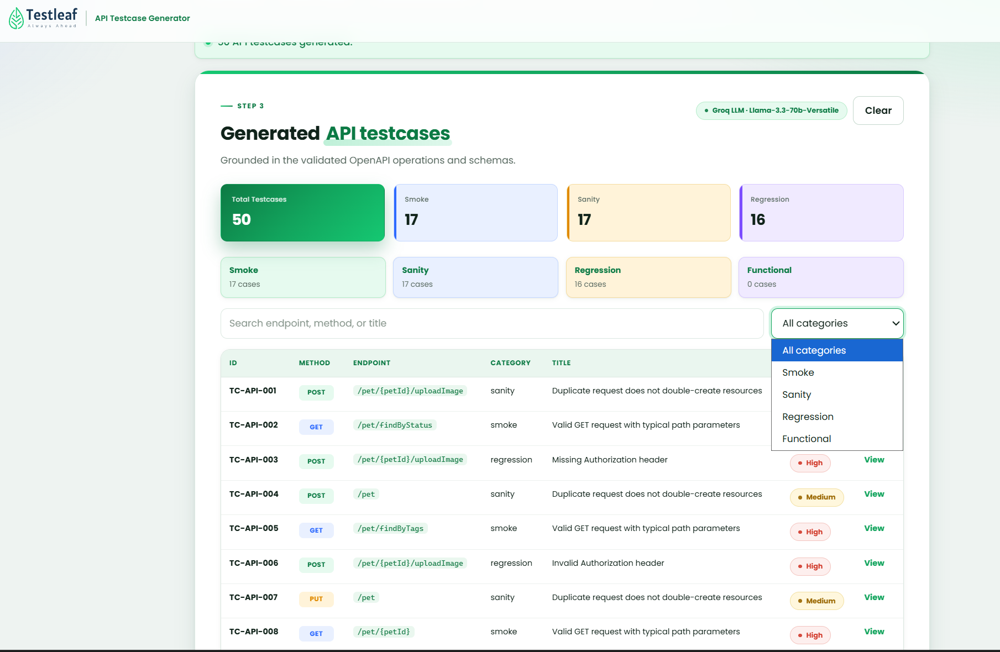 Testleaf
Always Ahead
API Testcase Generator
50 API testcases generated.
STEP 3
Groq LLM · Llama-3.3-70b-Versatile
Clear
Generated API testcases
Grounded in the validated OpenAPI operations and schemas.
Total Testcases
50
Smoke
17
Sanity
17
Regression
16
Smoke
17 cases
Sanity
17 cases
Regression
16 cases
Functional
0 cases
Search endpoint, method, or title
All categories
All categories
Smoke
Sanity
Regression
Functional
ID METHOD ENDPOINT CATEGORY TITLE
TC-API-001 POST /pet/{petId}/uploadImage sanity Duplicate request does not double-create resources
TC-API-002 GET /pet/findByStatus smoke Valid GET request with typical path parameters
TC-API-003 POST /pet/{petId}/uploadImage regression Missing Authorization header High View
TC-API-004 POST /pet sanity Duplicate request does not double-create resources Medium View
TC-API-005 GET /pet/findByTags smoke Valid GET request with typical path parameters High View
TC-API-006 POST /pet/{petId}/uploadImage regression Invalid Authorization header High View
TC-API-007 PUT /pet sanity Duplicate request does not double-create resources Medium View
TC-API-008 GET /pet/{petId} smoke Valid GET request with typical path parameters High View